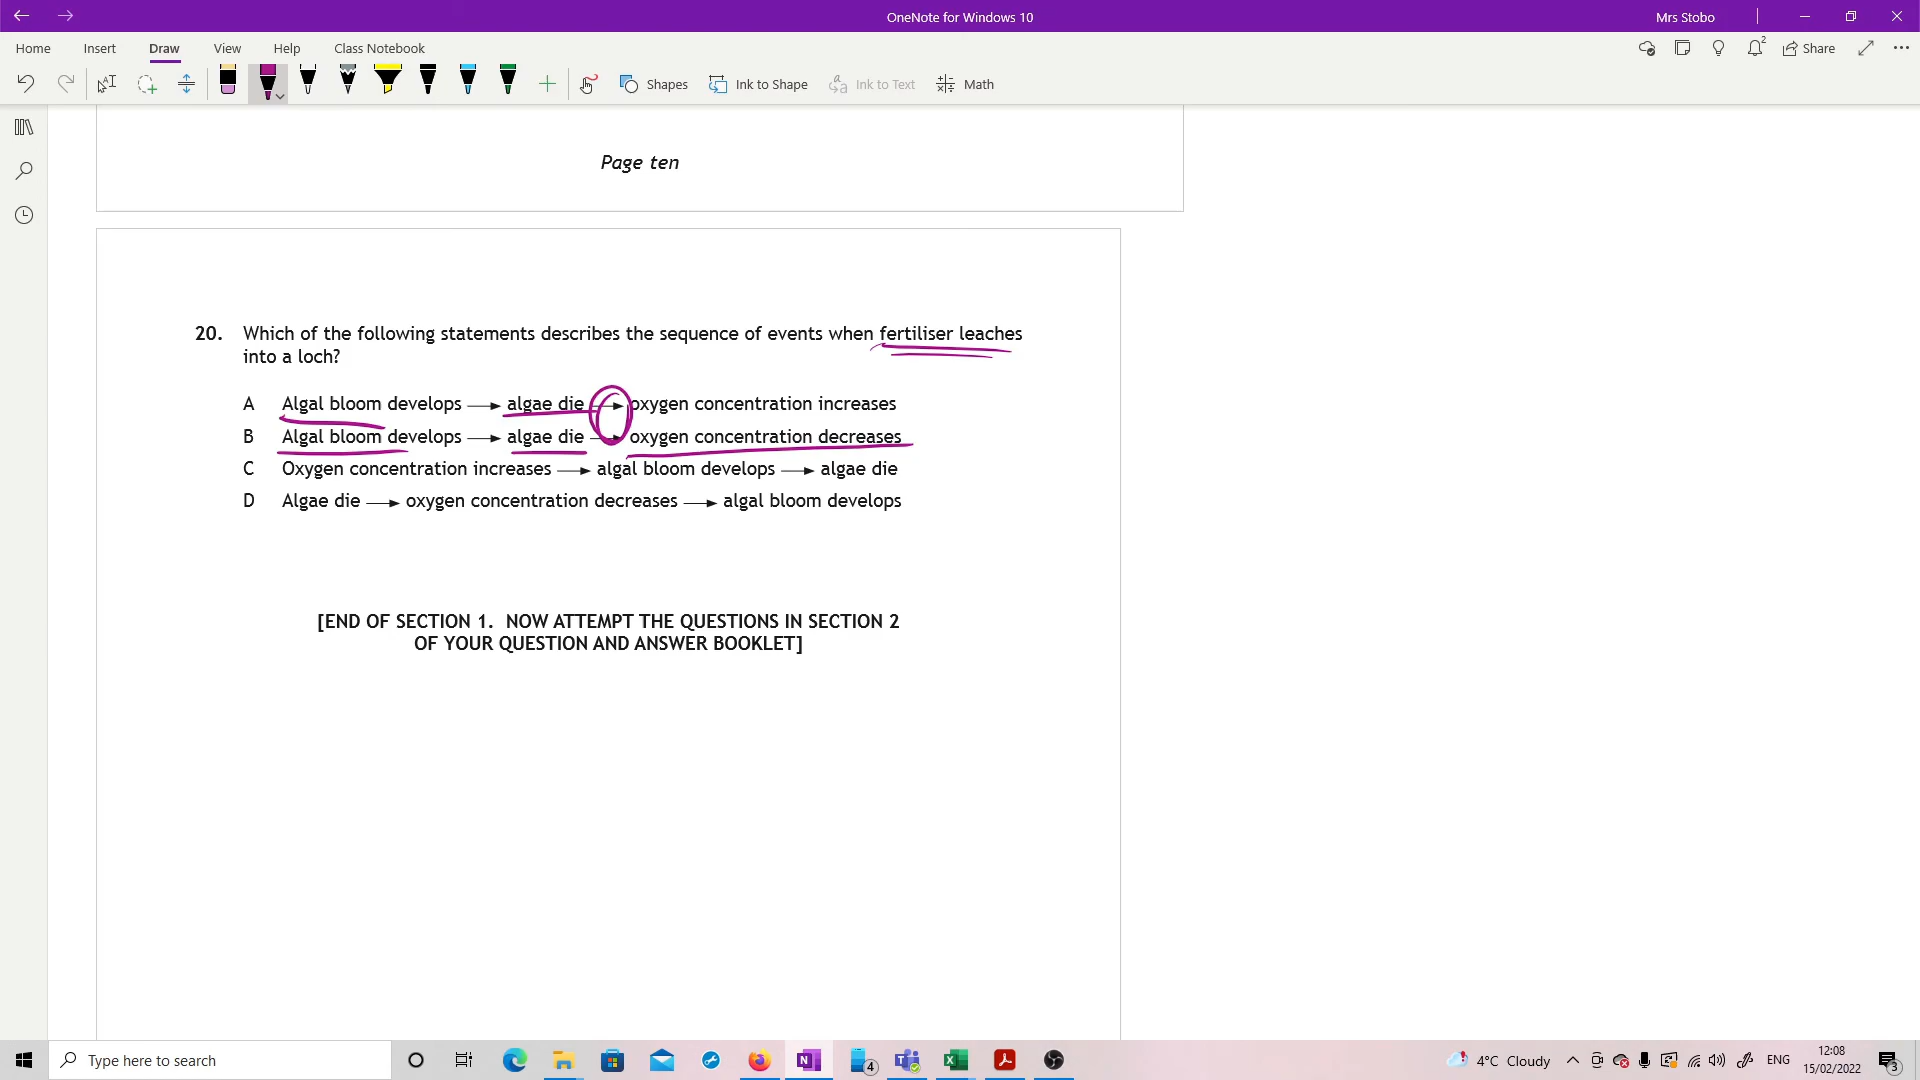 OneNote for Windows 10
Mrs Stobo
Home Insert Draw View Help Class Notebook
2
Share
Shapes Ink to Shape Ink to Text Math
Page ten
20. Which of the following statements describes the sequence of events when fertiliser leaches
into a loch?
A Algal bloom develops → algae die → oxygen concentration increases
B Algal bloom develops → algae die → oxygen concentration decreases
C Oxygen concentration increases → algal bloom develops → algae die
D Algae die → oxygen concentration decreases → algal bloom develops
[END OF SECTION 1. NOW ATTEMPT THE QUESTIONS IN SECTION 2
OF YOUR QUESTION AND ANSWER BOOKLET]
Type here to search
4
4°C Cloudy
ENG
12:08
15/02/2022
3